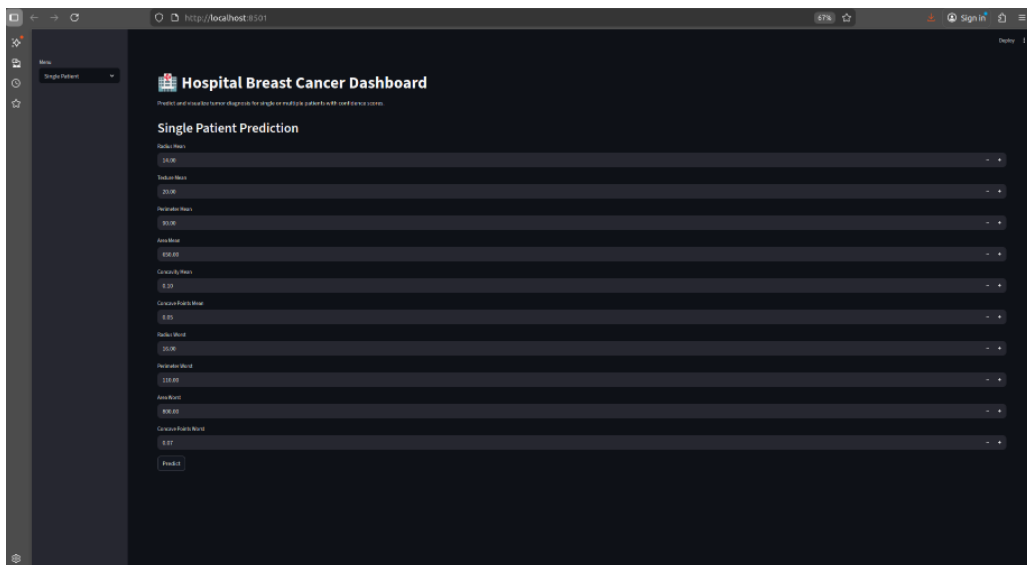 http://localhost:8501
67%
Sign in
Deploy
Menu
Single Patient
🏥 Hospital Breast Cancer Dashboard
Predict and visualize tumor diagnosis for single or multiple patients with confidence scores.
Single Patient Prediction
Radius Mean
14.00
Texture Mean
20.00
Perimeter Mean
90.00
Area Mean
650.00
Concavity Mean
0.10
Concave Points Mean
0.05
Radius Worst
16.00
Perimeter Worst
110.00
Area Worst
800.00
Concave Points Worst
0.07
Predict